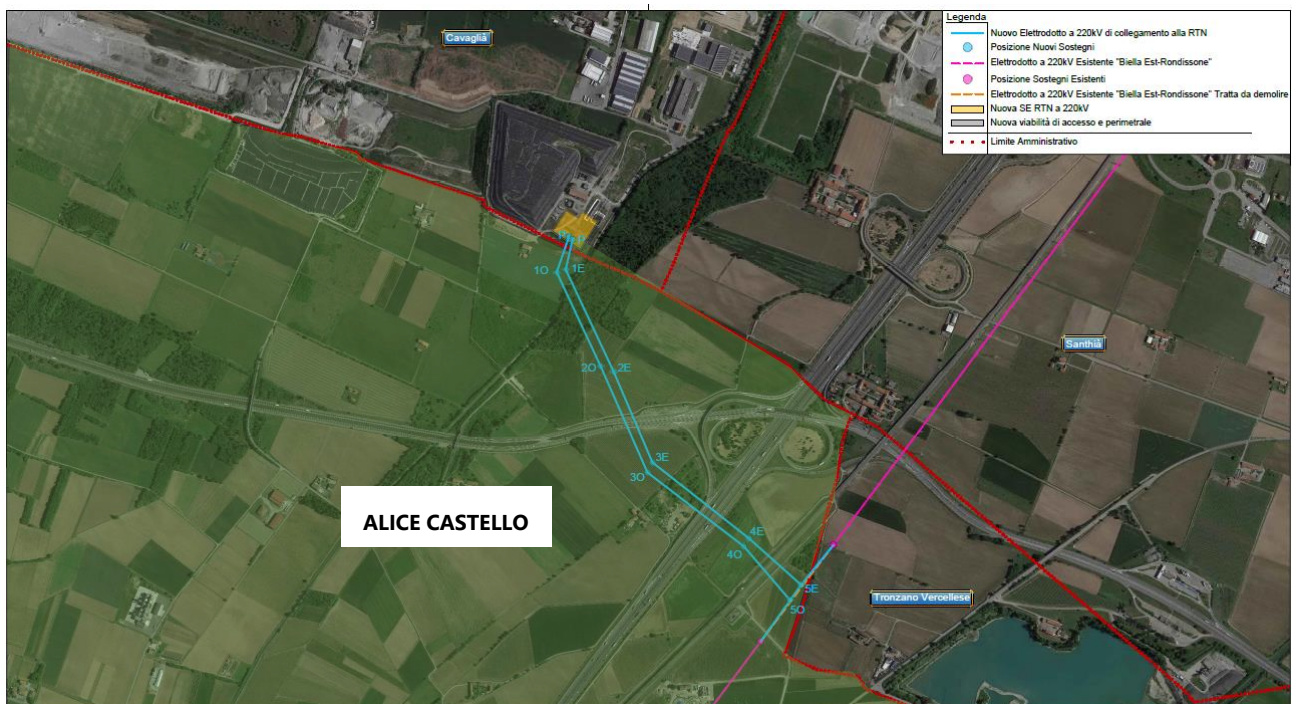 Legenda
Nuovo Elettrodotto a 220kV di collegamento alla RTN
Posizione Nuovi Sostegni
Elettrodotto a 220kV Esistente "Biella Est-Rondissone"
Posizione Sostegni Esistenti
Elettrodotto a 220kV Esistente "Biella Est-Rondissone" Tratta da demolire
Nuova SE RTN a 220kV
Nuova viabilità di accesso e perimetrale
Limite Amministrativo
Cavaglià
1O
1E
Santhià
2O
2E
3E
3O
ALICE CASTELLO
4E
4O
5E
5O
Tronzano Vercellese